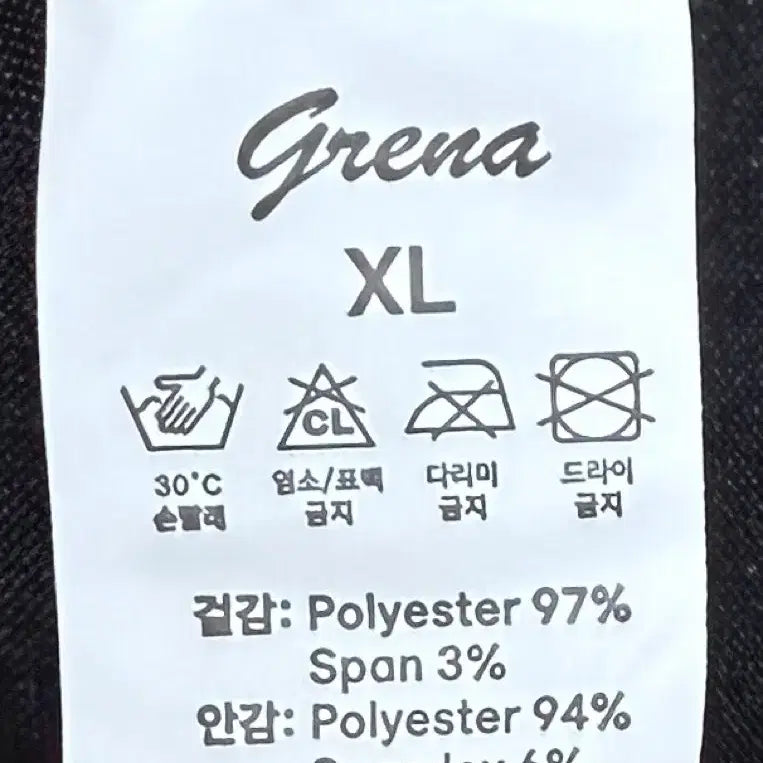 Grena
XL
CL
30°C
손빨래
염소/표백
금지
다리미
금지
드라이
금지
겉감: Polyester 97%
Span 3%
안감: Polyester 94%
6%